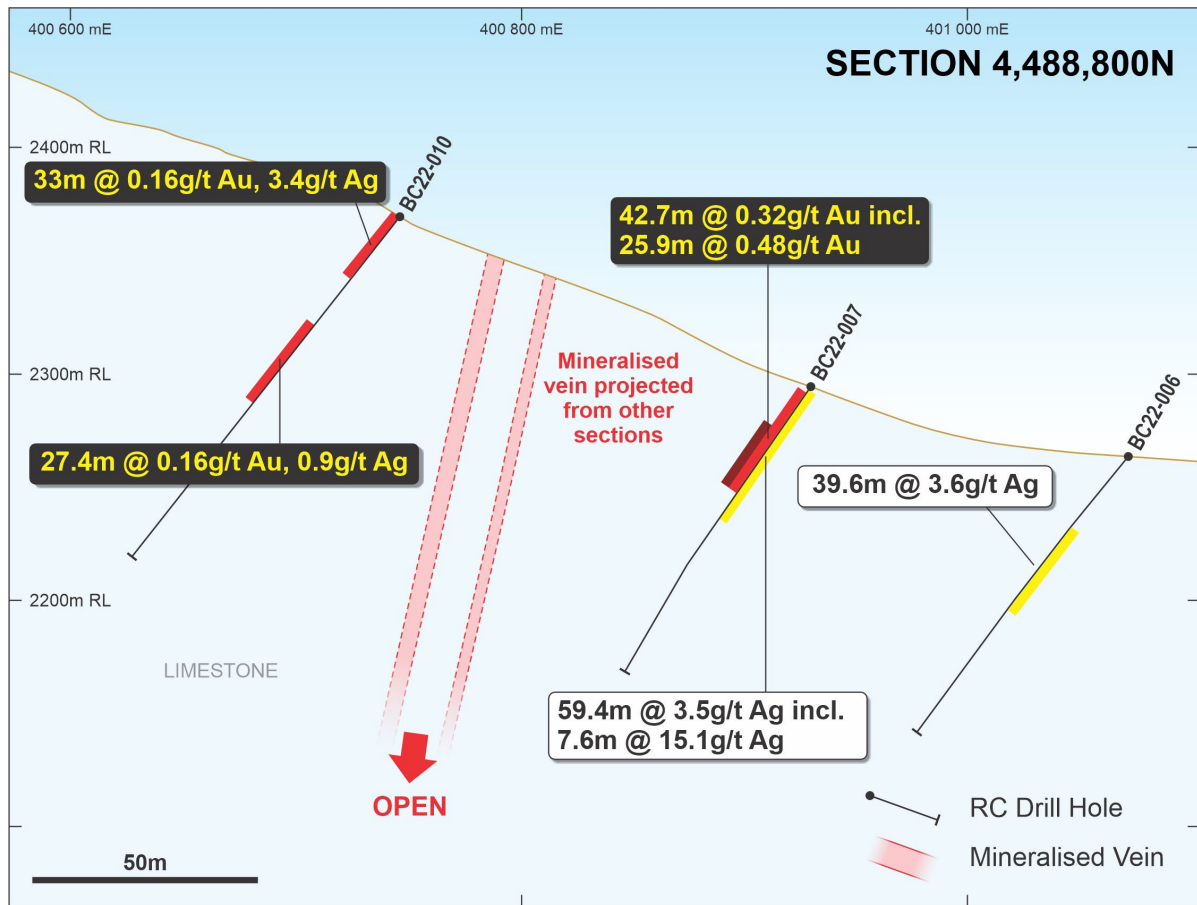 400 600 mE
400 800 mE
401 000 mE
SECTION 4,488,800N
2400m RL
BC22-010
33m @ 0.16g/t Au, 3.4g/t Ag
42.7m @ 0.32g/t Au incl.
25.9m @ 0.48g/t Au
BC22-007
2300m RL
Mineralised
vein projected
from other
sections
BC22-006
27.4m @ 0.16g/t Au, 0.9g/t Ag
39.6m @ 3.6g/t Ag
2200m RL
LIMESTONE
59.4m @ 3.5g/t Ag incl.
7.6m @ 15.1g/t Ag
OPEN
RC Drill Hole
Mineralised Vein
50m